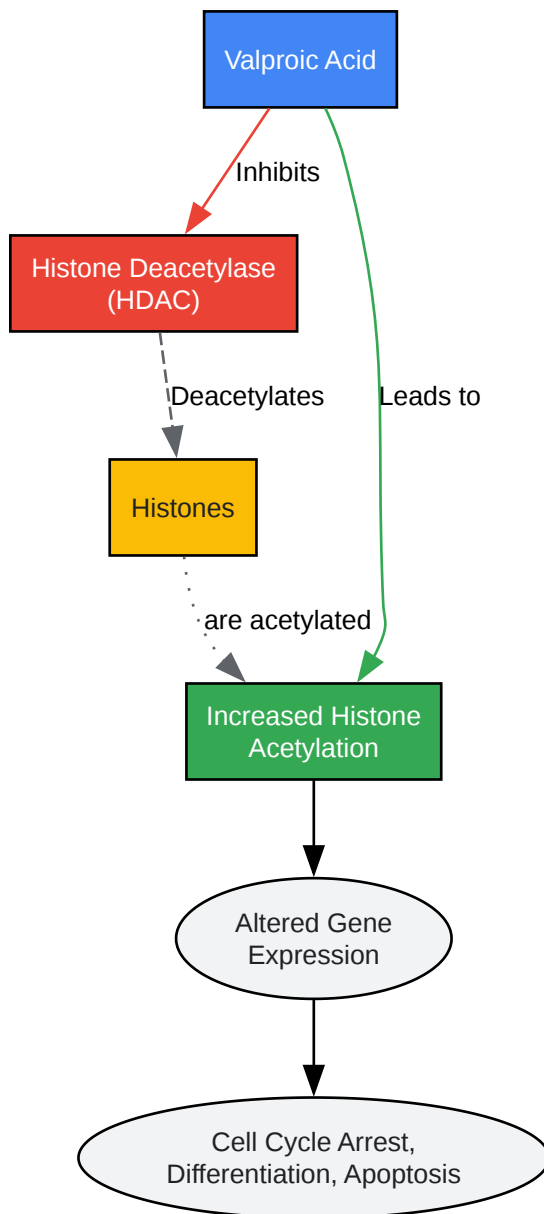 Valproic Acid
Inhibits
Histone Deacetylase
(HDAC)
Deacetylates
Leads to
Histones
are acetylated
Increased Histone
Acetylation
Altered Gene
Expression
Cell Cycle Arrest,
Differentiation, Apoptosis